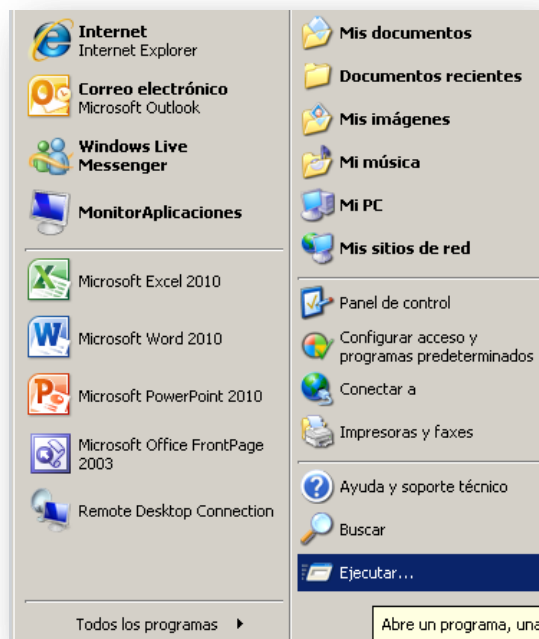 Internet
Internet Explorer
Correo electrónico
Microsoft Outlook
Windows Live
Messenger
MonitorAplicaciones
Microsoft Excel 2010
Microsoft Word 2010
Microsoft PowerPoint 2010
Microsoft Office FrontPage
2003
Remote Desktop Connection
Todos los programas
Mis documentos
Documentos recientes
Mis imágenes
Mi música
Mi PC
Mis sitios de red
Panel de control
Configurar acceso y
programas predeterminados
Conectar a
Impresoras y faxes
Ayuda y soporte técnico
Buscar
Ejecutar...
Abre un programa, una